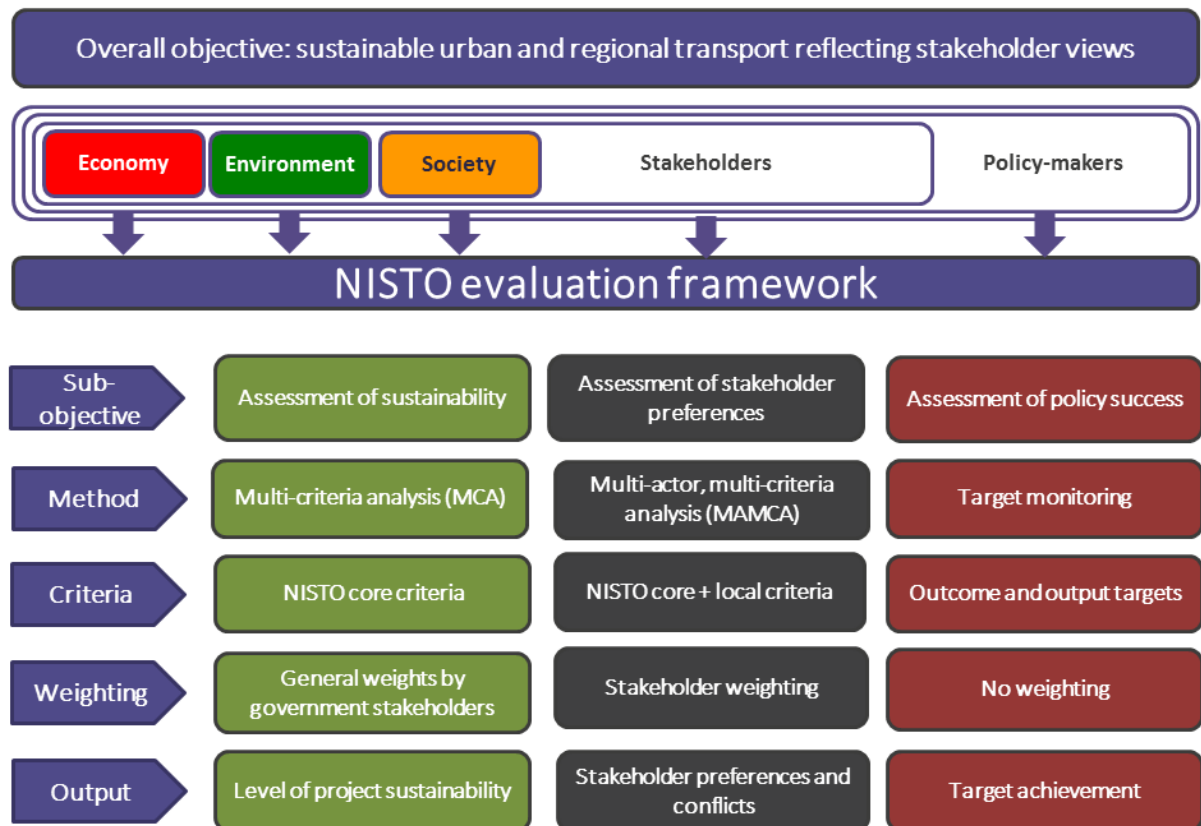 Overall objective: sustainable urban and regional transport reflecting stakeholder views
Economy
Environment
Society
Stakeholders
Policy-makers
NISTO evaluation framework
Sub-
objective
Assessment of sustainability
Assessment of stakeholder
preferences
Assessment of policy success
Method
Multi-criteria analysis (MCA)
Multi-actor, multi-criteria
analysis (MAMCA)
Target monitoring
Criteria
NISTO core criteria
NISTO core + local criteria
Outcome and output targets
Weighting
General weights by
government stakeholders
Stakeholder weighting
No weighting
Output
Level of project sustainability
Stakeholder preferences and
conflicts
Target achievement